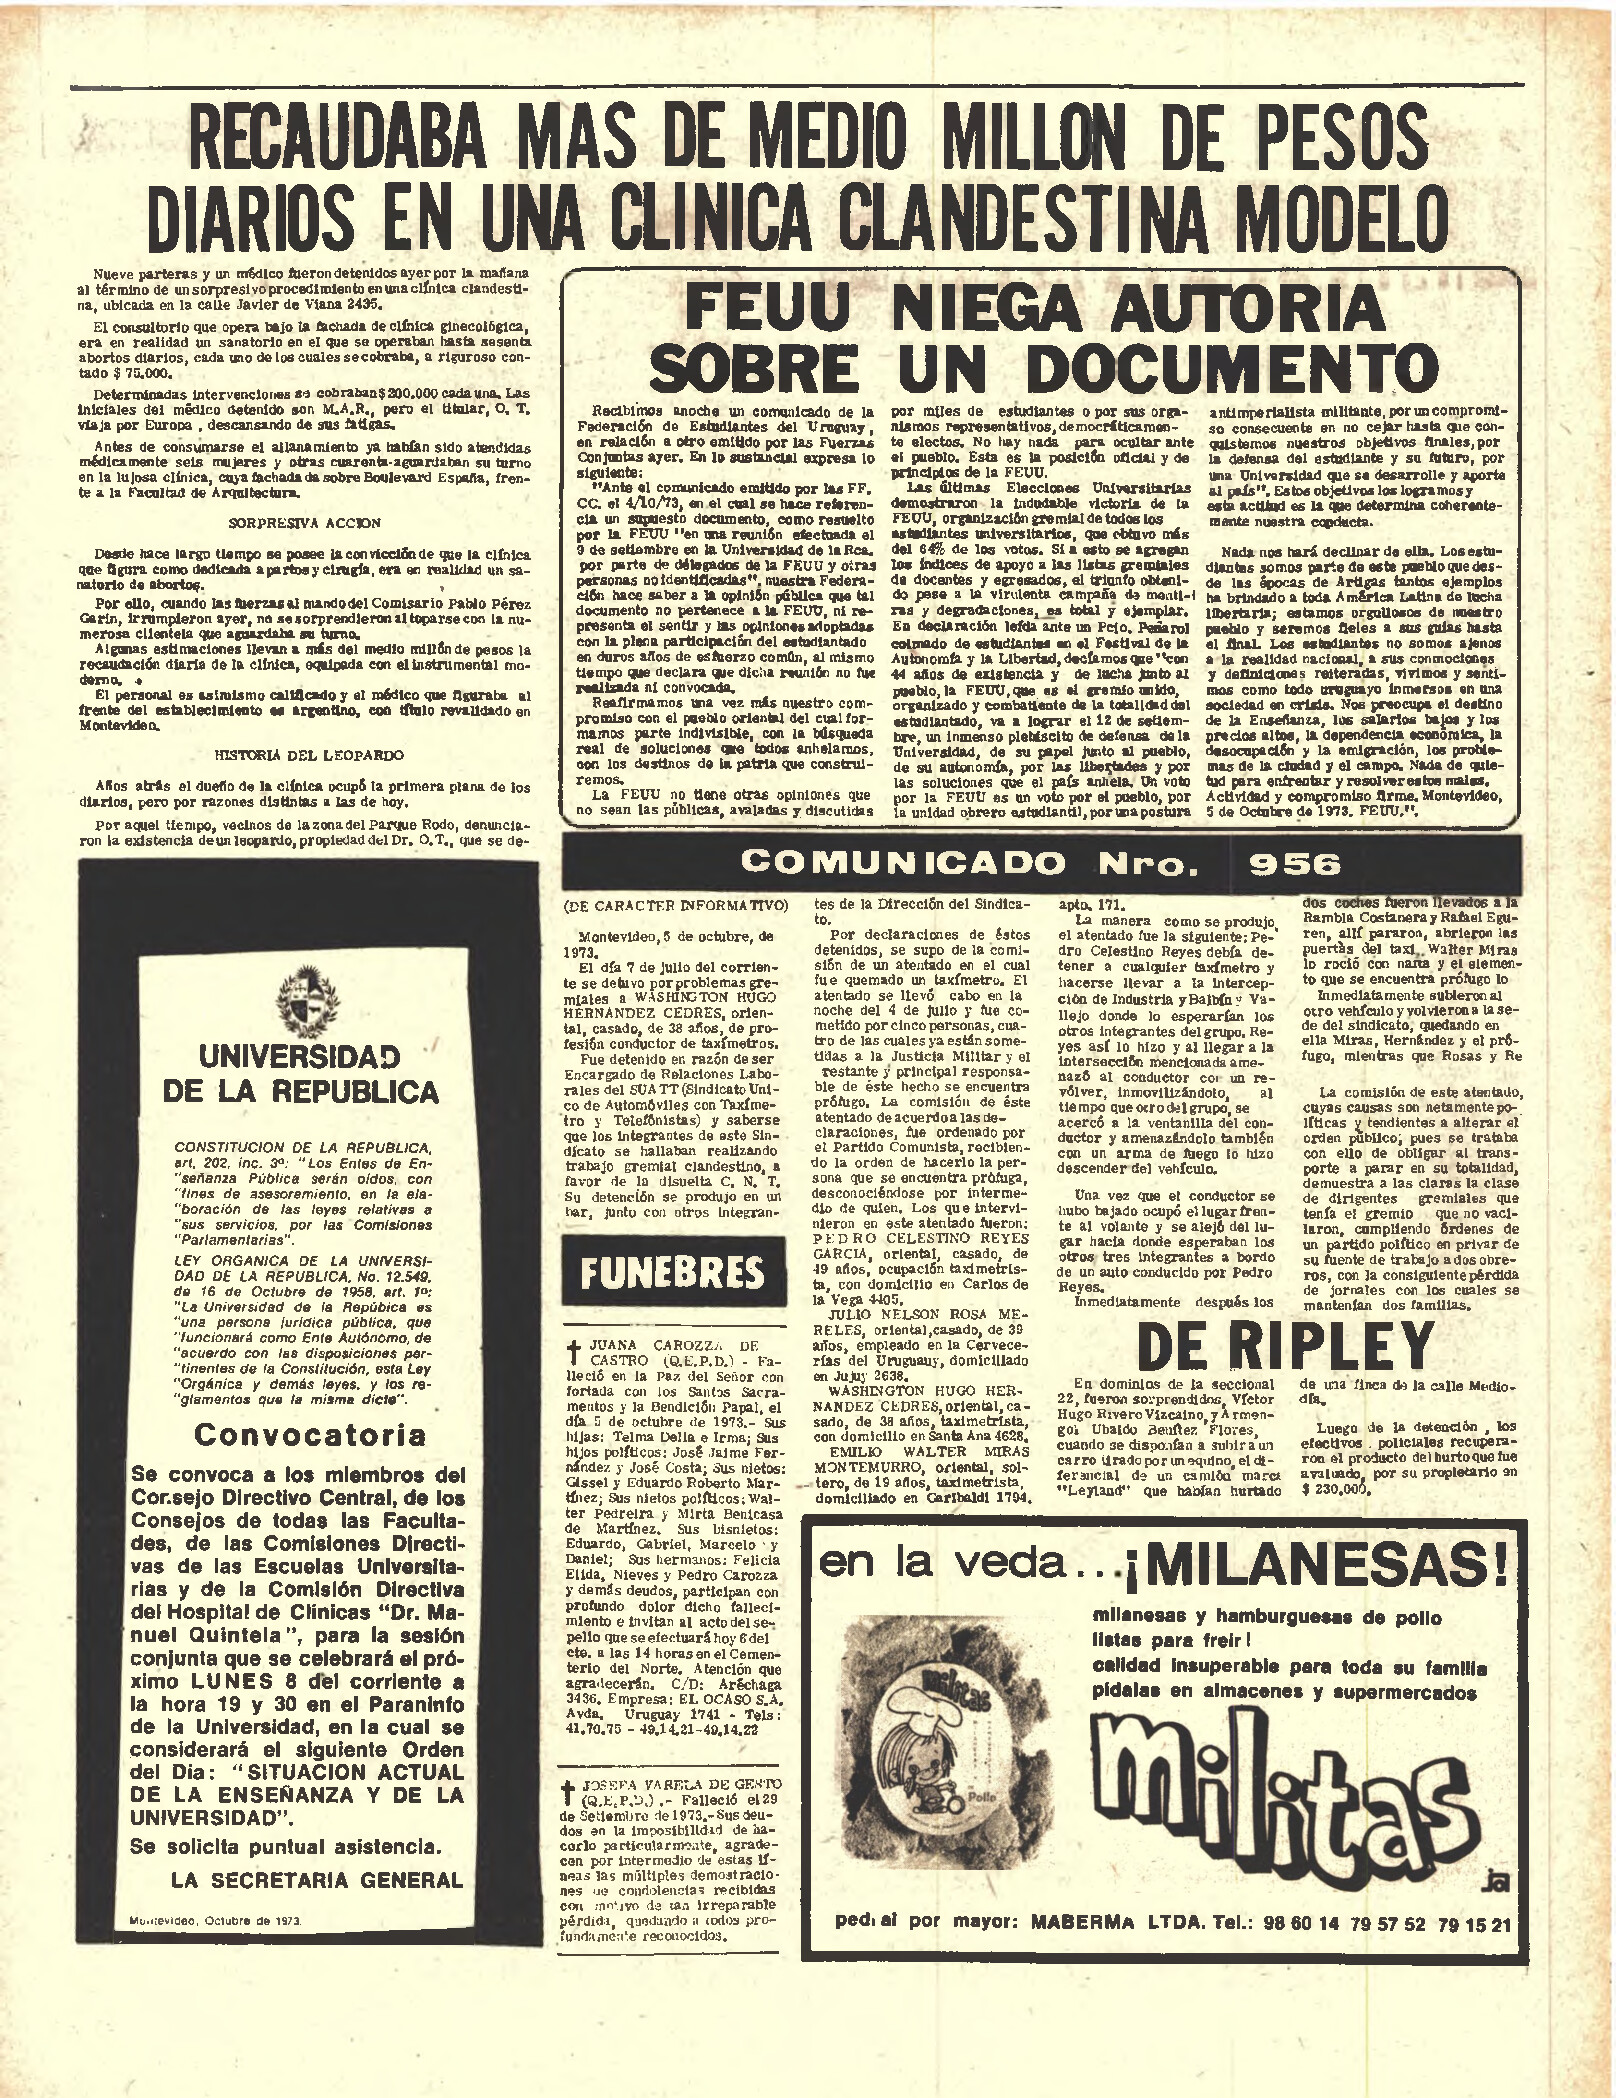 RECAUDABA MAS DE MEDIO MILLON DE PESOS
DIARIOS EN UNA CLINICA CLANDESTINA MODELO
Nueve parteras y un médico fueron detenidos ayer por la mañana
al término de un sorpresivo procedimiento en una clínica clandesti-
na, ubicada en la calle Javier de Viana 2435.
El consultorio que opera bajo la fachada de clínica ginecológica,
era en realidad un sanatorio en el que se operaban hasta sesenta
abortos diarios, cada uno de los cuales se cobraba, a riguroso con-
tado $ 75.000.
Determinadas intervenciones se cobraban $ 200.000 cada una. Las
iniciales del médico detenido son M.A.R., pero el titular, O. T.
viaja por Europa , descansando de sus fatigas.
Antes de consumarse el allanamiento ya habían sido atendidas
médicamente seis mujeres y otras cuarenta aguardaban su turno
en la lujosa clínica, cuya fachada da sobre Boulevard España, fren-
te a la Facultad de Arquitectura.
SORPRESIVA ACCION
Desde hace largo tiempo se posee la convicción de que la clínica
que figura como dedicada a partos y cirugía, era en realidad un sa-
natorio de abortos.
Por ello, cuando las fuerzas al mando del Comisario Pablo Pérez
Garin, irrumpieron ayer, no se sorprendieron al toparse con la nu-
merosa clientela que aguardaba su turno.
Algunas estimaciones llevan a más del medio millón de pesos la
recaudación diaria de la clínica, equipada con el instrumental mo-
derno.
El personal es asimismo calificado y el médico que figuraba al
frente del establecimiento es argentino, con título revalidado en
Montevideo.
HISTORIA DEL LEOPARDO
Años atrás el dueño de la clínica ocupó la primera plana de los
diarios, pero por razones distintas a las de hoy.
Por aquel tiempo, vecinos de la zona del Parque Rodo, denuncia-
ron la existencia de un leopardo, propiedad del Dr. O.T., que se de-
FEUU NIEGA AUTORIA
SOBRE UN DOCUMENTO
Recibimos anoche un comunicado de la
Federación de Estudiantes del Uruguay,
en relación a otro emitido por las Fuerzas
Conjuntas ayer. En lo sustancial expresa lo
siguiente:
"Ante el comunicado emitido por las FF.
CC. el 4/10/73, en el cual se hace referen-
cia un supuesto documento, como resuelto
por la FEUU "en una reunión efectuada el
9 de setiembre en la Universidad de la Rca.
por parte de délegados de la FEUU y otras
personas no identificadas", nuestra Federa-
ción hace saber a la opinión pública que tal
documento no pertenece a la FEUU, ni re-
presenta el sentir y las opiniones adoptadas
con la plena participación del estudiantado
en duros años de esfuerzo común, al mismo
tiempo que declara que dicha reunión no fue
realizada ni convocada.
Reafirmamos una vez más nuestro com-
promiso con el pueblo oriental del cual for-
mamos parte indivisible, con la búsqueda
real de soluciones que todos anhelamos,
con los destinos de la patria que construi-
remos.
La FEUU no tiene otras opiniones que
no sean las públicas, avaladas y discutidas
por miles de estudiantes o por sus orga-
nismos representativos, democráticamen-
te electos. No hay nada para ocultar ante
el pueblo. Esta es la posición oficial y de
principios de la FEUU.
Las últimas Elecciones Universitarias
demostraron la indudable victoria de la
FEUU, organización gremial de todos los
estudiantes universitarios, que obtuvo más
del 64% de los votos. Si a esto se agregan
los índices de apoyo a las listas gremiales
de docentes y egresados, el triunfo obteni-
do pese a la virulenta campaña de menti-
ras y degradaciones, es total y ejemplar.
En declaración leída ante un Pcio. Peñarol
colmado de estudiantes en el Festival de la
Autonomía y la Libertad, decíamos que "con
44 años de existencia y de lucha junto al
pueblo, la FEUU, que es el gremio unido,
organizado y combatiente de la totalidad del
estudiantado, va a lograr el 12 de setiem-
bre, un inmenso plebiscito de defensa de la
Universidad, de su papel junto al pueblo,
de su autonomía, por las libertades y por
las soluciones que el país anhela. Un voto
por la FEUU es un voto por el pueblo, por
la unidad obrero estudiantil, por una postura
antimperialista militante, por un compromi-
so consecuente en no cejar hasta que con-
quistemos nuestros objetivos finales, por
la defensa del estudiante y su futuro, por
una Universidad que se desarrolle y aporte
al país". Estos objetivos los logramos y
esta actitud es la que determina coherente-
mente nuestra conducta.
Nada nos hará declinar de ella. Los estu-
diantes somos parte de este pueblo que des-
de las épocas de Artigas tantos ejemplos
ha brindado a toda América Latina de lucha
libertaria; estamos orgullosos de nuestro
pueblo y seremos fieles a sus guías hasta
el final. Los estudiantes no somos ajenos
a la realidad nacional, a sus conmociones
y definiciones reiteradas, vivimos y senti-
mos como todo uruguayo inmersos en una
sociedad en crisis. Nos preocupa el destino
de la Enseñanza, los salarios bajos y los
precios altos, la dependencia económica, la
desocupación y la emigración, los proble-
mas de la ciudad y el campo. Nada de quie-
tud para enfrentar y resolver estos males.
Actividad y compromiso firme. Montevideo,
5 de Octubre de 1973. FEUU.".
COMUNICADO Nro. 956
(DE CARACTER INFORMATIVO)
Montevideo, 5 de octubre, de
1973.
El día 7 de julio del corrien-
te se detuvo por problemas gre-
miales a WASHINGTON HUGO
HERNANDEZ CEDRES, orien-
tal, casado, de 38 años, de pro-
fesión conductor de taxímetros.
Fue detenido en razón de ser
Encargado de Relaciones Labo-
rales del SUATT (Sindicato Uni-
co de Automóviles con Taxíme-
tro y Telefónistas) y saberse
que los integrantes de este Sin-
dicato se hallaban realizando
trabajo gremial clandestino, a
favor de la disuelta C. N. T.
Su detención se produjo en un
bar, junto con otros integran-
tes de la Dirección del Sindica-
to.
Por declaraciones de éstos
detenidos, se supo de la comi-
sión de un atentado en el cual
fue quemado un taxímetro. El
atentado se llevó cabo en la
noche del 4 de julio y fue co-
metido por cinco personas, cua-
tro de las cuales ya están some-
tidas a la Justicia Militar y el
restante y principal responsa-
ble de éste hecho se encuentra
prófugo. La comisión de éste
atentado de acuerdo a las de-
claraciones, fue ordenado por
el Partido Comunista, recibien-
do la orden de hacerlo la per-
sona que se encuentra prófuga,
desconociéndose por interme-
dio de quien. Los que intervi-
nieron en este atentado fueron:
PEDRO CELESTINO REYES
GARCIA, oriental, casado, de
49 años, ocupación taximetris-
ta, con domicilio en Carlos de
la Vega 4405.
JULIO NELSON ROSA ME-
RELES, oriental, casado, de 39
años, empleado en la Cervece-
rías del Uruguauy, domiciliado
en Jujuy 2638.
WASHINGTON HUGO HER-
NANDEZ CEDRES, oriental, ca-
sado, de 38 años, taximetrista,
con domicilio en Santa Ana 4628.
EMILIO WALTER MIRAS
MONTEMURRO, oriental, sol-
tero, de 19 años, taximetrista,
domiciliado en Garibaldi 1794.
apto. 171.
La manera como se produjo,
el atentado fue la siguiente: Pe-
dro Celestino Reyes debía de-
tener a cualquier taxímetro y
hacerse llevar a la intercep-
ción de Industria y Balbín y Va-
llejo donde lo esperarían los
otros integrantes del grupo. Re-
yes así lo hizo y al llegar a la
intersección mencionada ame-
nazó al conductor con un re-
vólver, inmovilizándolo, al
tiempo que otro del grupo, se
acercó a la ventanilla del con-
ductor y amenazándolo también
con un arma de fuego lo hizo
descender del vehículo.
Una vez que el conductor se
hubo bajado ocupó el lugar fren-
te al volante y se alejó del lu-
gar hacia donde esperaban los
otros tres integrantes a bordo
de un auto conducido por Pedro
Reyes.
Inmediatamente después los
dos coches fueron llevados a la
Rambla Costanera y Rafael Egu-
ren, allí pararon, abrieron las
puertas del taxi. Walter Miras
lo roció con nafta y el elemen-
to que se encuentra prófugo lo
Inmediatamente subieron al
otro vehículo y volvieron a la se-
de del sindicato, quedando en
ella Miras, Hernández y el pró-
fugo, mientras que Rosas y Re
La comisión de este atentado,
cuyas causas son netamente po-
líticas y tendientes a alterar el
orden público, pues se trataba
con ello de obligar al trans-
porte a parar en su totalidad,
demuestra a las claras la clase
de dirigentes gremiales que
tenía el gremio que no vaci-
laron, cumpliendo órdenes de
un partido político en privar de
su fuente de trabajo a dos obre-
ros, con la consiguiente pérdida
de jornales con los cuales se
mantenían dos familias.
UNIVERSIDAD
DE LA REPUBLICA
CONSTITUCION DE LA REPUBLICA,
art. 202, inc. 3º: "Los Entes de En-
"señanza Pública serán oídos, con
"fines de asesoramiento, en la ela-
"boración de las leyes relativas a
"sus servicios, por las Comisiones
"Parlamentarias".
LEY ORGANICA DE LA UNIVERSI-
DAD DE LA REPUBLICA, No. 12.549,
de 16 de Octubre de 1958, art. 1º:
"La Universidad de la Repúbica es
"una persona jurídica pública, que
"funcionará como Ente Autónomo, de
"acuerdo con las disposiciones per-
"tinentes de la Constitución, esta Ley
"Orgánica y demás leyes, y los re-
"glamentos que la misma dicte".
Convocatoria
Se convoca a los miembros del
Consejo Directivo Central, de los
Consejos de todas las Faculta-
des, de las Comisiones Directi-
vas de las Escuelas Universita-
rias y de la Comisión Directiva
del Hospital de Clínicas "Dr. Ma-
nuel Quintela", para la sesión
conjunta que se celebrará el pró-
ximo LUNES 8 del corriente a
la hora 19 y 30 en el Paraninfo
de la Universidad, en la cual se
considerará el siguiente Orden
del Día: "SITUACION ACTUAL
DE LA ENSEÑANZA Y DE LA
UNIVERSIDAD".
Se solicita puntual asistencia.
LA SECRETARIA GENERAL
Montevideo, Octubre de 1973.
FUNEBRES
† JUANA CAROZZA DE
CASTRO (Q.E.P.D.) - Fa-
lleció en la Paz del Señor con
fortada con los Santos Sacra-
mentos y la Bendición Papal, el
día 5 de octubre de 1973.- Sus
hijas: Telma Delia e Irma; Sus
hijos políticos: José Jaime Fer-
nández y José Costa; Sus nietos:
Gissel y Eduardo Roberto Mar-
tínez; Sus nietos políticos: Wal-
ter Pedreira y Mirta Benicasa
de Martínez. Sus bisnietos:
Eduardo, Gabriel, Marcelo y
Daniel; Sus hermanos: Felicia
Elida, Nieves y Pedro Carozza
y demás deudos, participan con
profundo dolor dicho falleci-
miento e invitan al acto del se-
pelio que se efectuará hoy 6 del
cte. a las 14 horas en el Cemen-
terio del Norte. Atención que
agradecerán. C/D: Aréchaga
3436. Empresa: EL OCASO S.A.
Avda. Uruguay 1741 - Tels:
41.70.75 - 49.14.21-49.14.22
† JOSEFA VARELA DE GESTO
(Q.E.P.D.) .- Falleció el 29
de Setiembre de 1973.- Sus deu-
dos en la imposibilidad de ha-
cerlo particularmente, agrade-
cen por intermedio de estas lí-
neas las múltiples demostracio-
nes de condolencias recibidas
con motivo de tan irreparable
pérdida, quedando a todos pro-
fundamente reconocidos.
DE RIPLEY
En dominios de la seccional
22, fueron sorprendidos, Víctor
Hugo Rivero Vizcaino, y Armen-
gol Ubaldo Benítez Flores,
cuando se disponían a subir a un
carro tirado por un equino, el di-
ferencial de un camión marca
"Leyland" que habían hurtado
de una finca de la calle Medio-
día.
Luego de la detención , los
efectivos policiales recupera-
ron el producto del hurto que fue
avaluado, por su propietario en
$ 230.000.
en la veda...¡MILANESAS!
milanesas y hamburguesas de pollo
listas para freir!
calidad insuperable para toda su familia
pídalas en almacenes y supermercados
militas
Pollo
militas
ja
pedir al por mayor: MABERMA LTDA. Tel.: 98 60 14 79 57 52 79 15 21